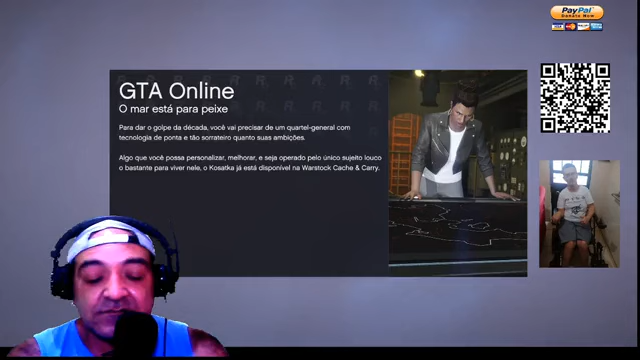 PayPal
Donate Now
GTA Online
O mar está para peixe
Para dar o golpe da década, você vai precisar de um quartel-general com
tecnologia de ponta e tão sorrateiro quanto suas ambições.
Algo que você possa personalizar, melhorar, e seja operado pelo único sujeito louco
o bastante para viver nele, o Kosatka já está disponível na Warstock Cache & Carry.